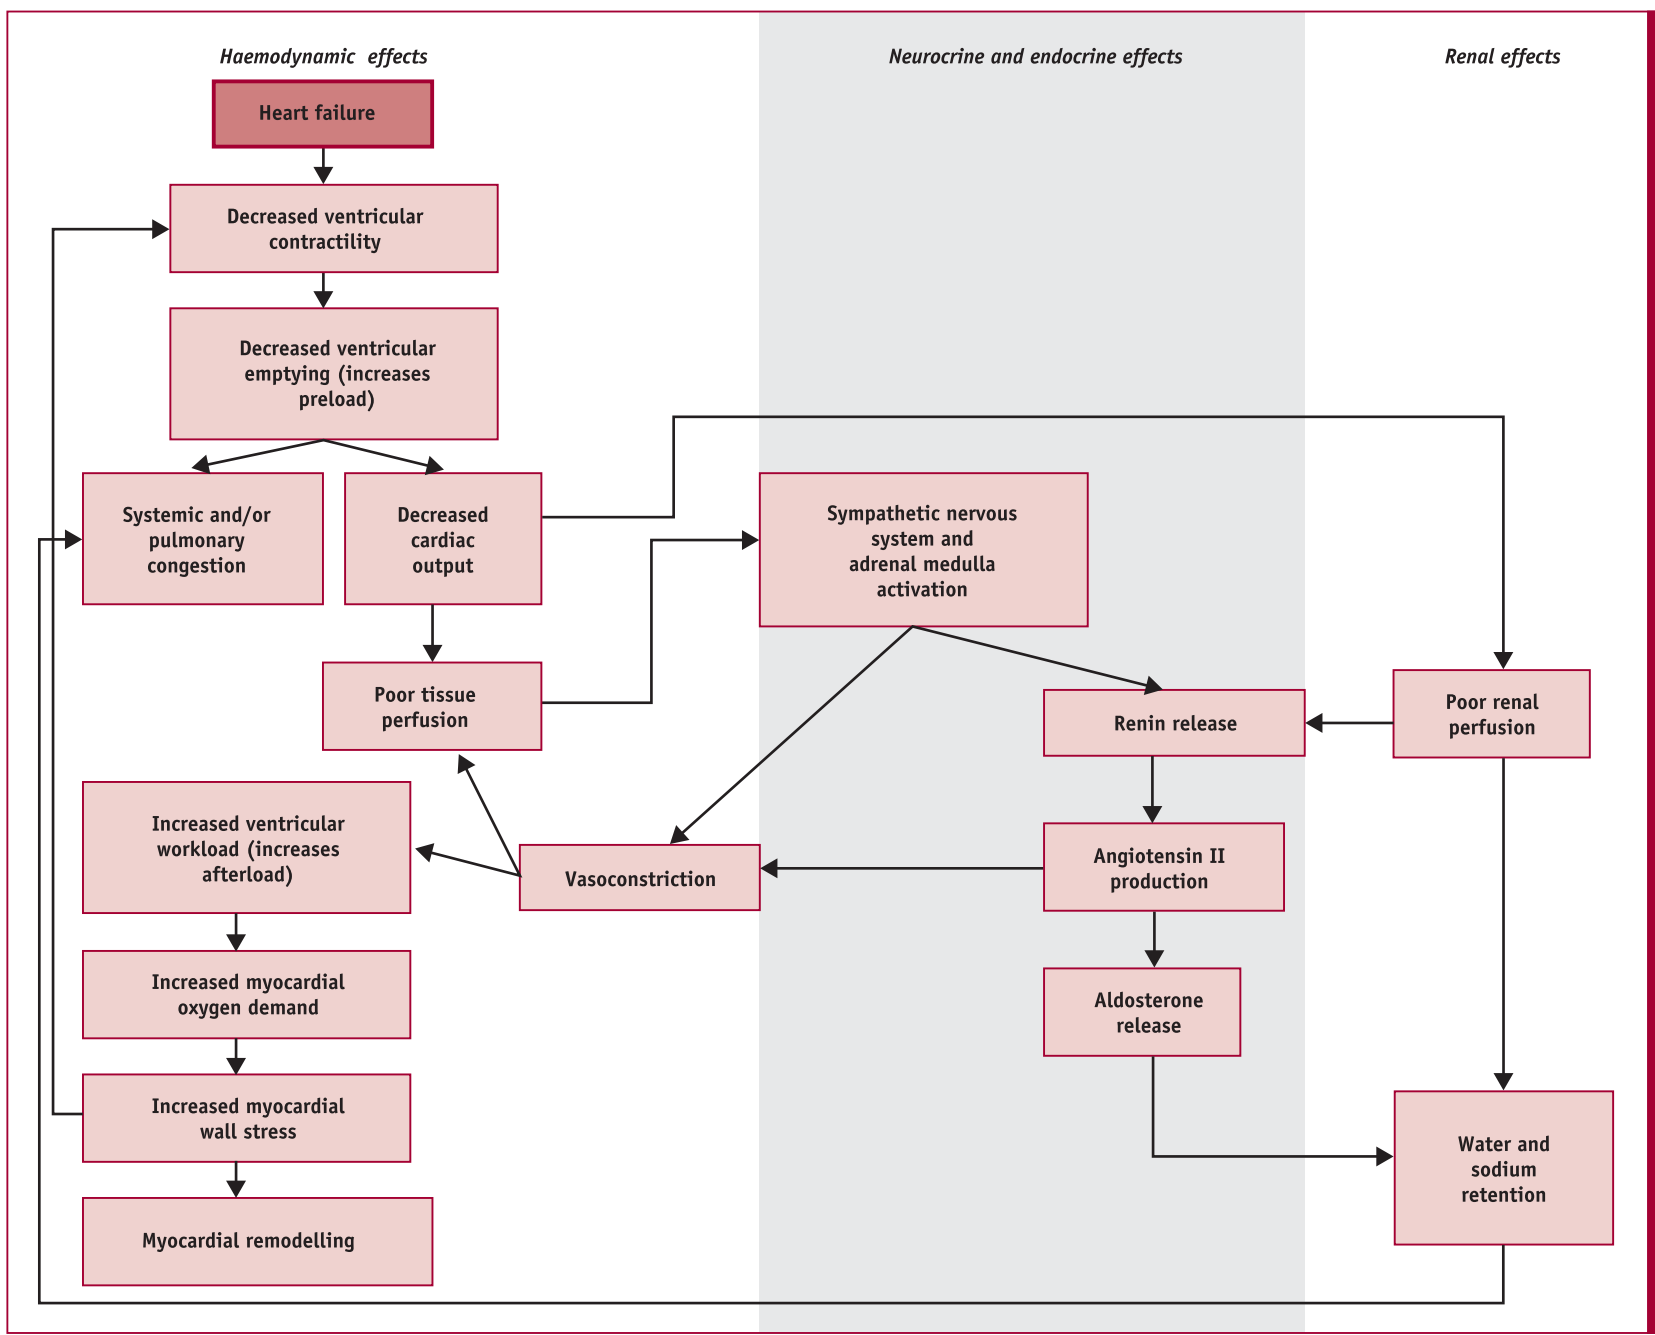 Haemodynamic effects
Neurocrine and endocrine effects
Renal effects
Heart failure
Decreased ventricular
contractility
Decreased ventricular
emptying (increases
preload)
Systemic and/or
pulmonary
congestion
Decreased
cardiac
output
Sympathetic nervous
system and
adrenal medulla
activation
Poor tissue
perfusion
Renin release
Poor renal
perfusion
Increased ventricular
workload (increases
afterload)
Vasoconstriction
Angiotensin II
production
Increased myocardial
oxygen demand
Aldosterone
release
Increased myocardial
wall stress
Water and
sodium
retention
Myocardial remodelling